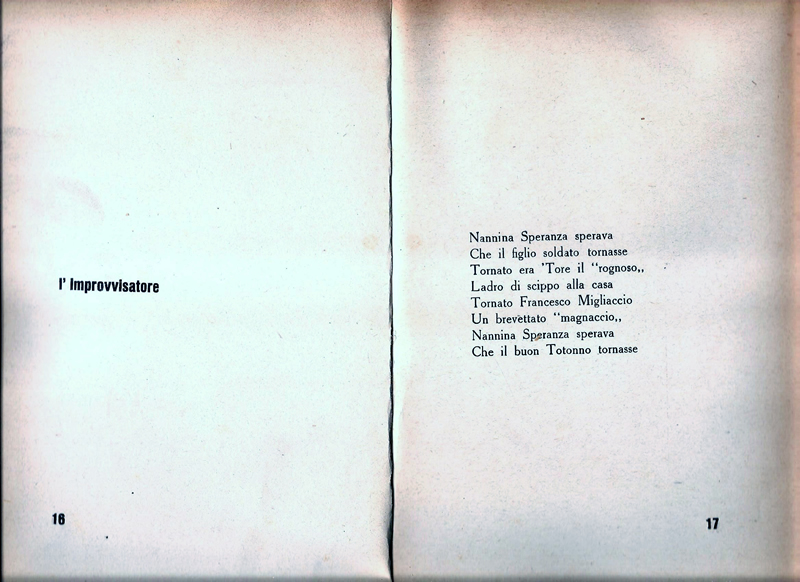 l' Improvvisatore
16
Nannina Speranza sperava
Che il figlio soldato tornasse
Tornato era 'Tore il “rognoso,,
Ladro di scippo alla casa
Tornato Francesco Migliaccio
Un brevettato “magnaccio,,
Nannina Speranza sperava
Che il buon Totonno tornasse
17